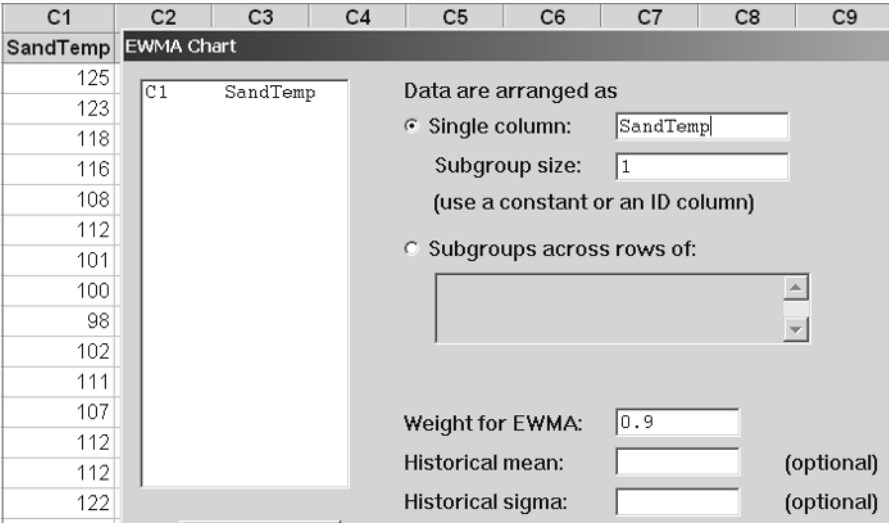 C1 C2 C3 C4 C5 C6 C7 C8 C9
SandTemp EWMA Chart
125
C1 SandTemp
Data are arranged as
123
Single column: SandTemp
118
116
Subgroup size: 1
108
(use a constant or an ID column)
112
Subgroups across rows of:
101
100
98
102
111
107
Weight for EWMA: 0.9
112
Historical mean: (optional)
112
122
Historical sigma: (optional)